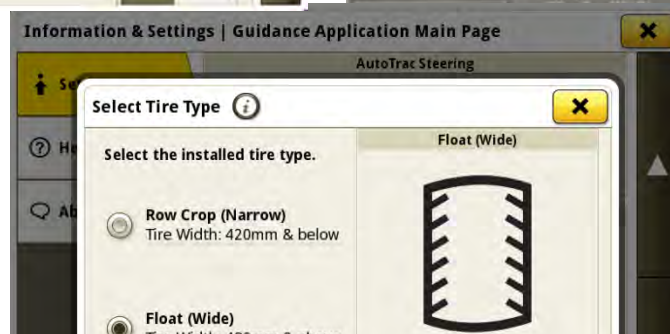 Information & Settings | Guidance Application Main Page
AutoTrac Steering
Select Tire Type
Float (Wide)
Select the installed tire type.
Row Crop (Narrow)
Tire Width: 420mm & below
Float (Wide)